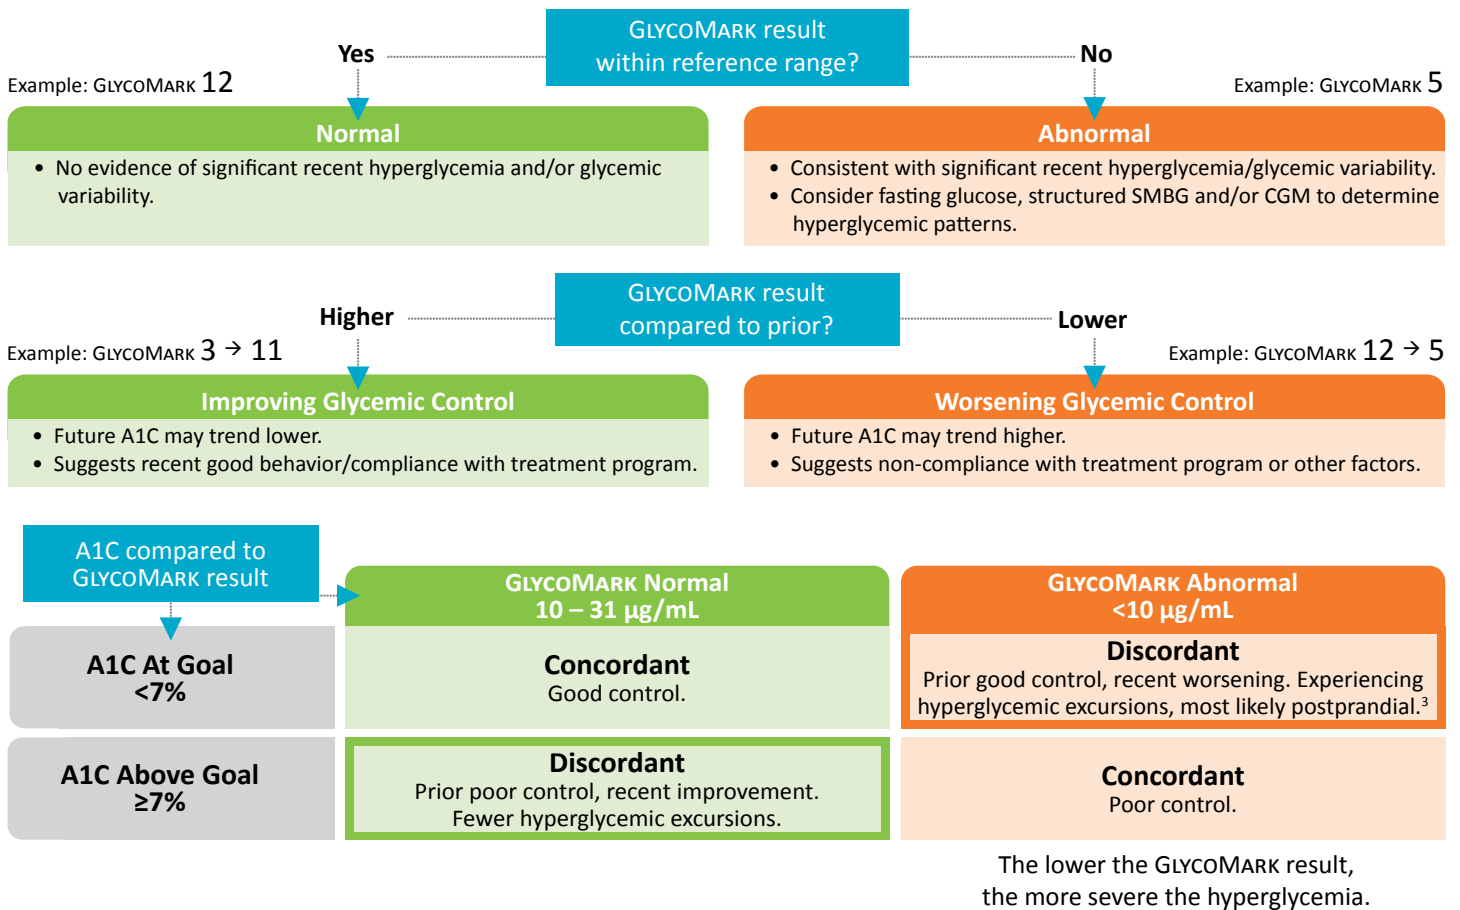 GLYCOMARK result
within reference range?
Yes
No
Example: GLYCOMARK 12
Example: GLYCOMARK 5
Normal
• No evidence of significant recent hyperglycemia and/or glycemic
variability.
Abnormal
• Consistent with significant recent hyperglycemia/glycemic variability.
• Consider fasting glucose, structured SMBG and/or CGM to determine
hyperglycemic patterns.
GLYCOMARK result
compared to prior?
Higher
Lower
Example: GLYCOMARK 3 → 11
Example: GLYCOMARK 12 → 5
Improving Glycemic Control
• Future A1C may trend lower.
• Suggests recent good behavior/compliance with treatment program.
Worsening Glycemic Control
• Future A1C may trend higher.
• Suggests non-compliance with treatment program or other factors.
A1C compared to
GLYCOMARK result
GLYCOMARK Normal
10 – 31 µg/mL
GLYCOMARK Abnormal
<10 µg/mL
A1C At Goal
<7%
Concordant
Good control.
Discordant
Prior good control, recent worsening. Experiencing
hyperglycemic excursions, most likely postprandial.³
A1C Above Goal
≥7%
Discordant
Prior poor control, recent improvement.
Fewer hyperglycemic excursions.
Concordant
Poor control.
The lower the GLYCOMARK result,
the more severe the hyperglycemia.